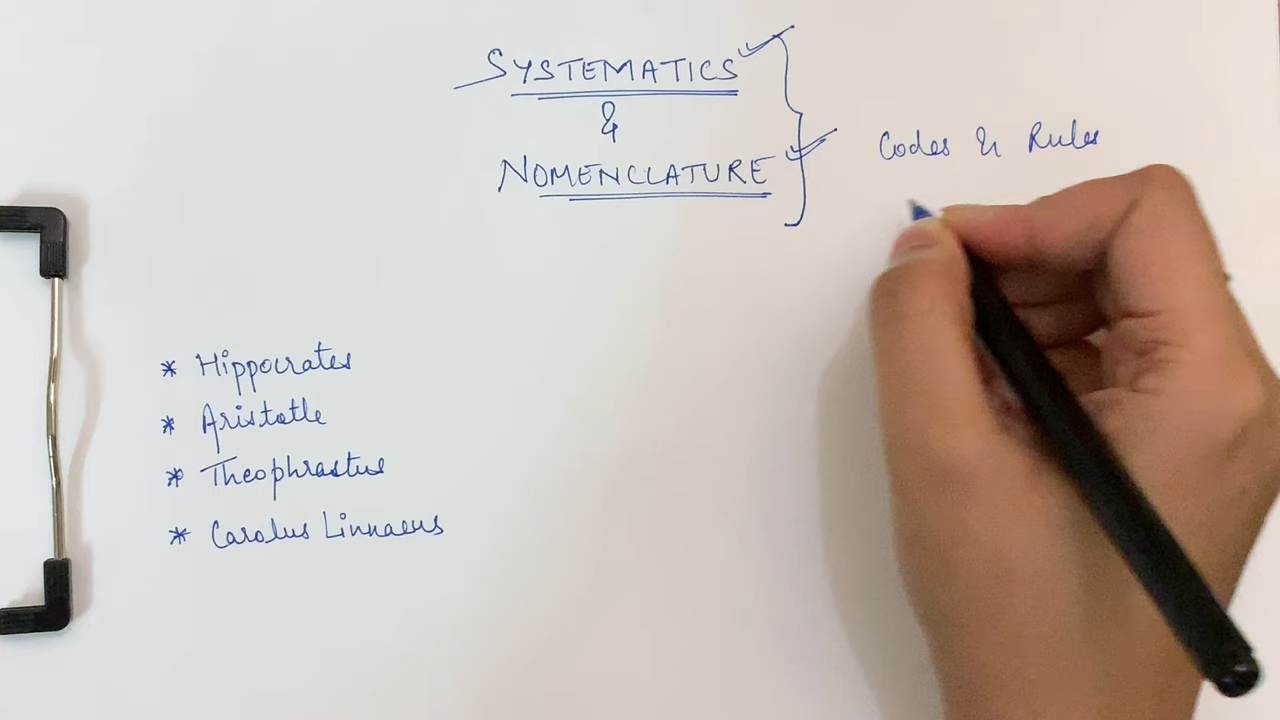 SYSTEMATICS
&
NOMENCLATURE
Codes & Rules
* Hippocrates
* Aristotle
* Theophrastus
* Carolus Linnaeus